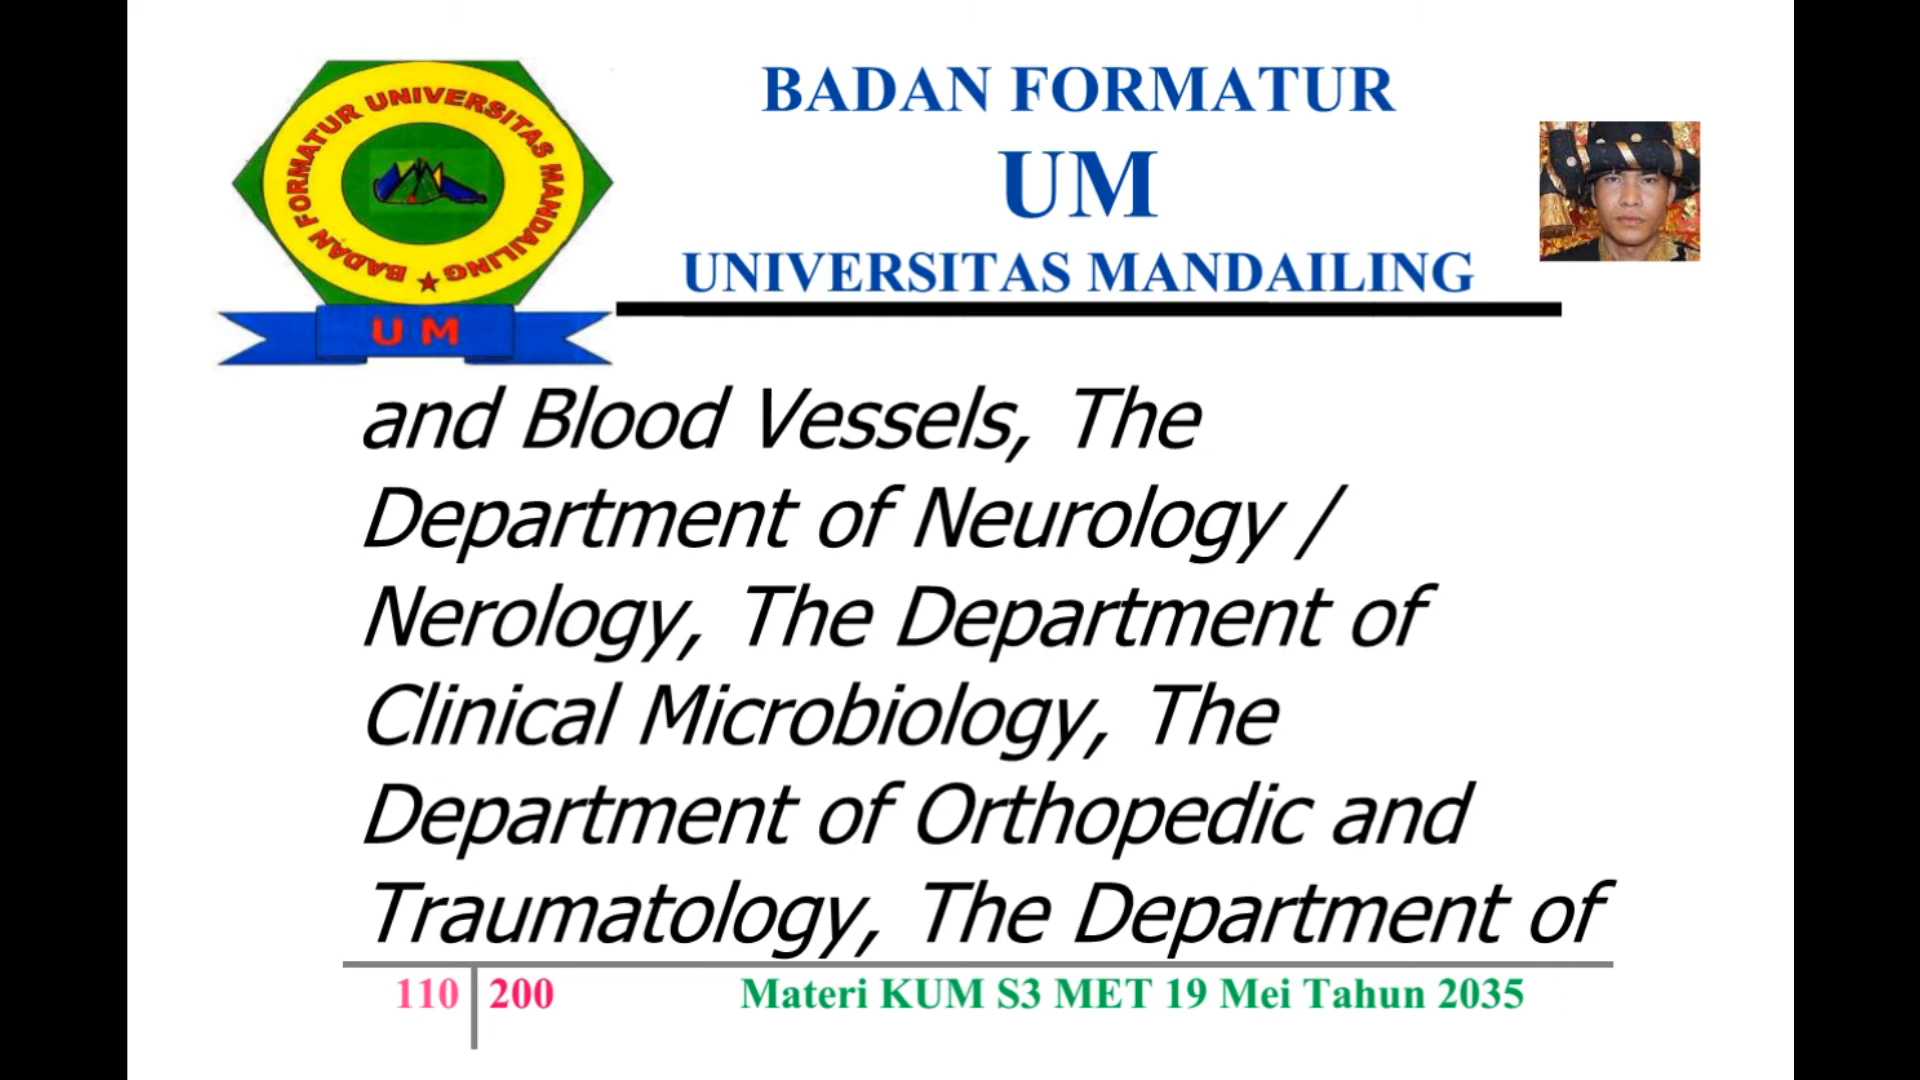 BADAN FORMATUR UNIVERSITAS MANDAILING
U M
BADAN FORMATUR
UM
UNIVERSITAS MANDAILING
and Blood Vessels, The
Department of Neurology /
Nerology, The Department of
Clinical Microbiology, The
Department of Orthopedic and
Traumatology, The Department of
110 200 Materi KUM S3 MET 19 Mei Tahun 2035